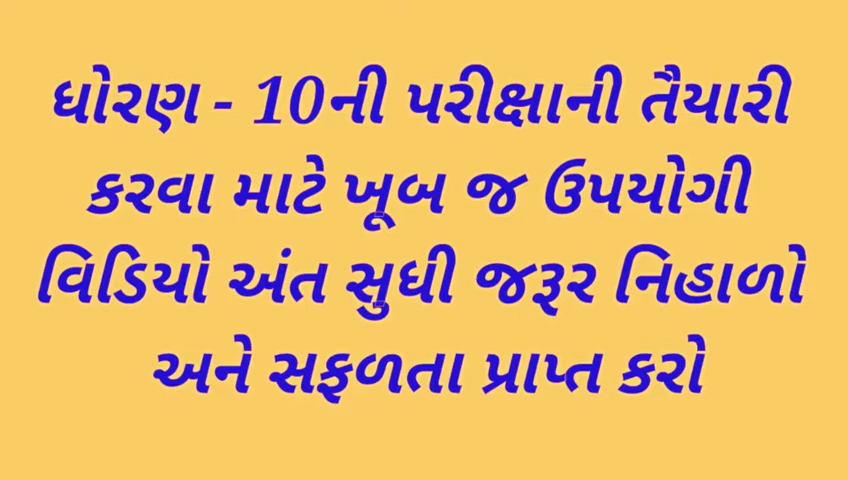 ધોરણ - 10ની પરીક્ષાની તૈયારી
કરવા માટે ખૂબ જ ઉપયોગી
વિડિયો અંત સુધી જરૂર નિહાળો
અને સફળતા પ્રાપ્ત કરો